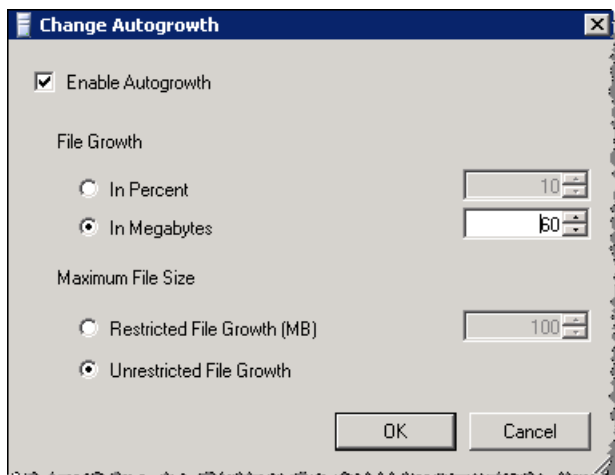 Change Autogrowth
Enable Autogrowth
File Growth
In Percent 10
In Megabytes 60
Maximum File Size
Restricted File Growth (MB) 100
Unrestricted File Growth
OK Cancel